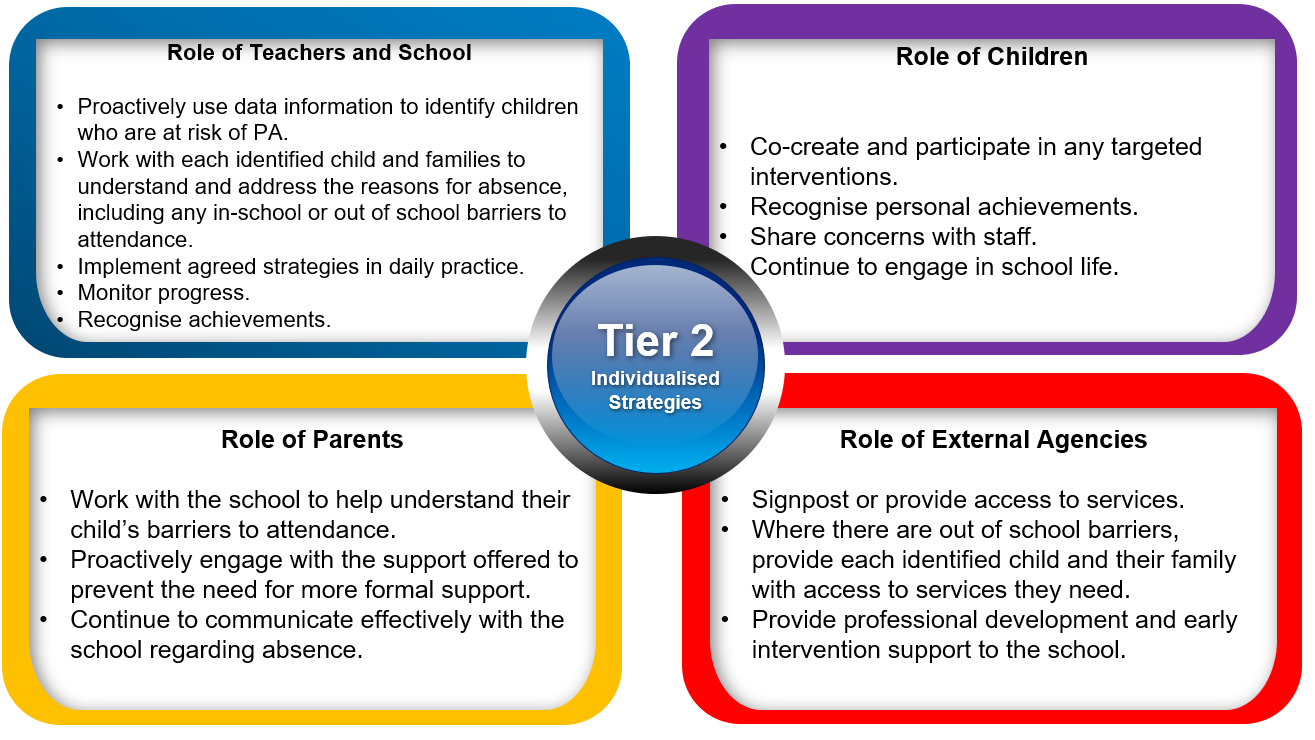 Role of Teachers and School
• Proactively use data information to identify children
who are at risk of PA.
• Work with each identified child and families to
understand and address the reasons for absence,
including any in-school or out of school barriers to
attendance.
• Implement agreed strategies in daily practice.
• Monitor progress.
• Recognise achievements.
Role of Children
• Co-create and participate in any targeted
interventions.
• Recognise personal achievements.
• Share concerns with staff.
Continue to engage in school life.
Tier 2
Individualised
Strategies
Role of Parents
• Work with the school to help understand their
child’s barriers to attendance.
• Proactively engage with the support offered to
prevent the need for more formal support.
• Continue to communicate effectively with the
school regarding absence.
Role of External Agencies
• Signpost or provide access to services.
• Where there are out of school barriers,
provide each identified child and their family
with access to services they need.
• Provide professional development and early
intervention support to the school.